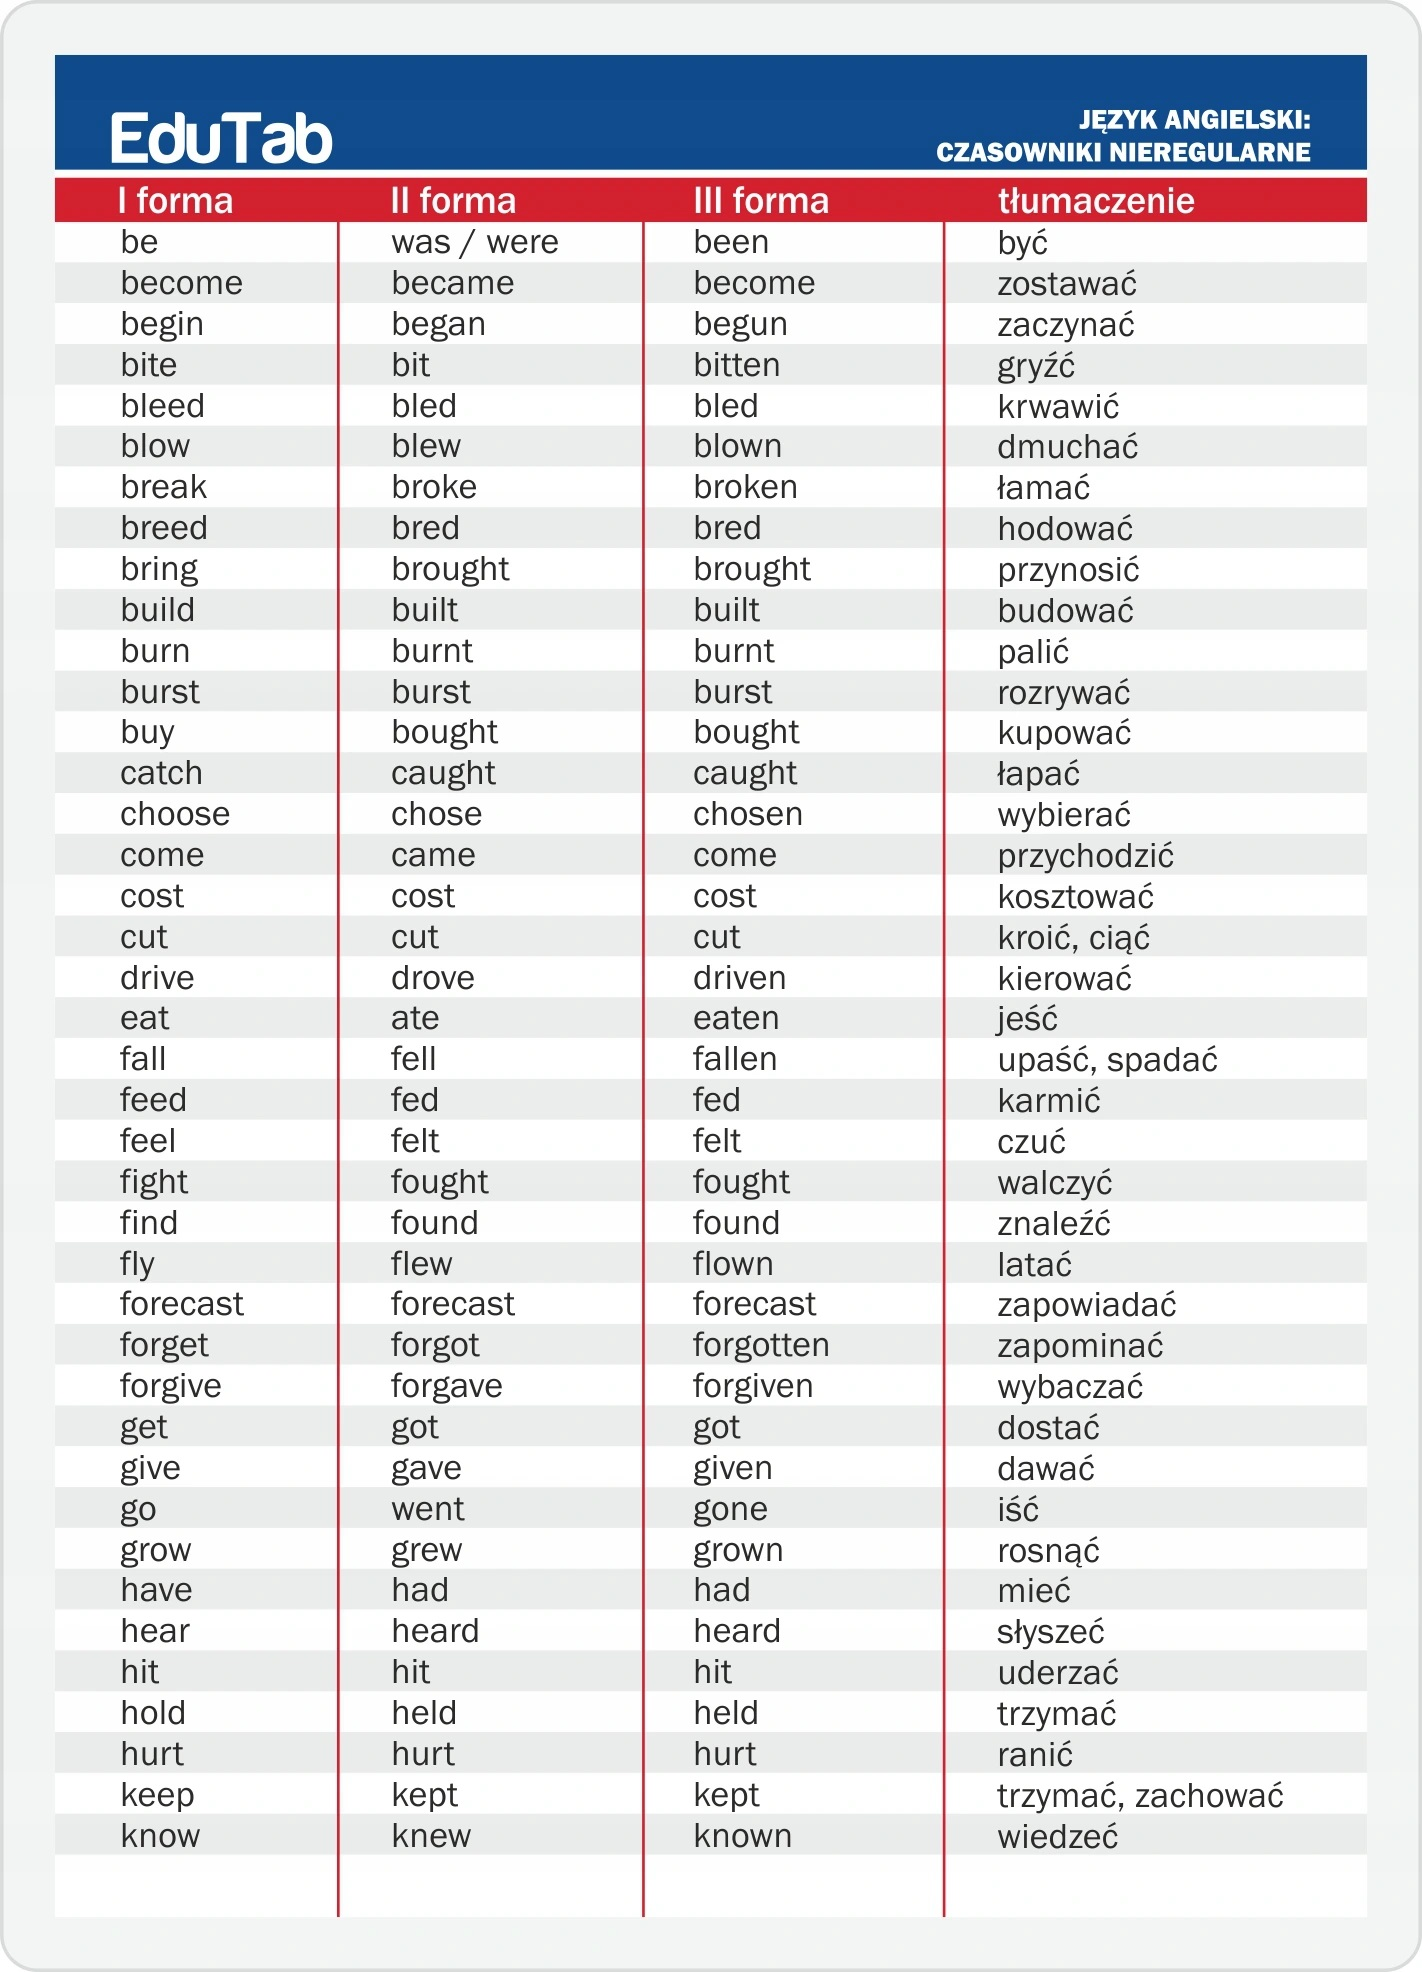 EduTab
JĘZYK ANGIELSKI:
CZASOWNIKI NIEREGULARNE
I forma II forma III forma tłumaczenie
be was / were been być
become became become zostawać
begin began begun zaczynać
bite bit bitten gryźć
bleed bled bled krwawić
blow blew blown dmuchać
break broke broken łamać
breed bred bred hodować
bring brought brought przynosić
build built built budować
burn burnt burnt palić
burst burst burst rozrywać
buy bought bought kupować
catch caught caught łapać
choose chose chosen wybierać
come came come przychodzić
cost cost cost kosztować
cut cut cut kroić, ciąć
drive drove driven kierować
eat ate eaten jeść
fall fell fallen upaść, spadać
feed fed fed karmić
feel felt felt czuć
fight fought fought walczyć
find found found znaleźć
fly flew flown latać
forecast forecast forecast zapowiadać
forget forgot forgotten zapominać
forgive forgave forgiven wybaczać
get got got dostać
give gave given dawać
go went gone iść
grow grew grown rosnąć
have had had mieć
hear heard heard słyszeć
hit hit hit uderzać
hold held held trzymać
hurt hurt hurt ranić
keep kept kept trzymać, zachować
know knew known wiedzeć